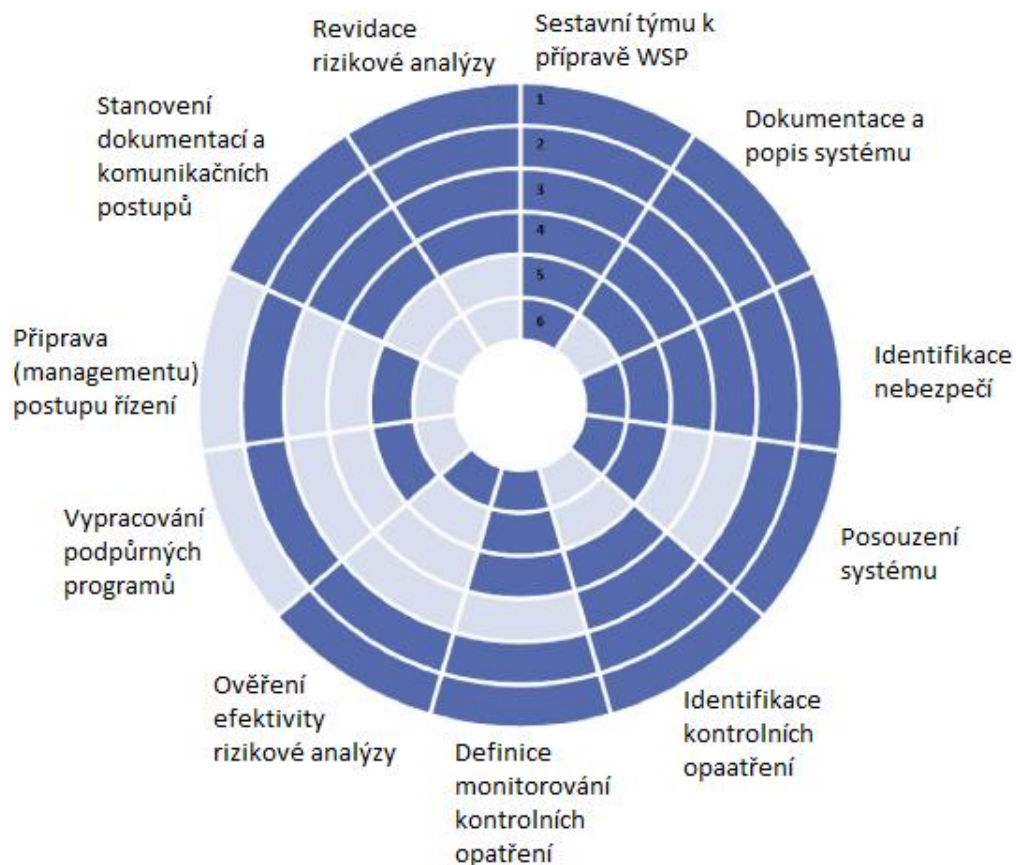 Revidace
rizikové analýzy
Sestavní týmu k
přípravě WSP
Stanovení
dokumentací a
komunikačních
postupů
Dokumentace a
popis systému
1
2
3
4
5
6
Připrava
(managementu)
postupu řízení
Identifikace
nebezpečí
Vypracování
podpůrných
programů
Posouzení
systému
Ověření
efektivity
rizikové analýzy
Definice
monitorování
kontrolních
opatření
Identifikace
kontrolních
opaatření